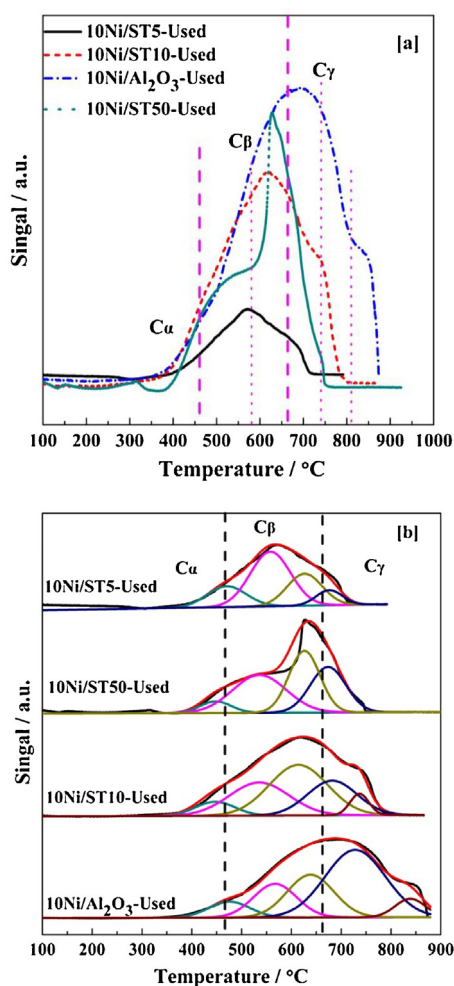 [a]
10Ni/ST5-Used
10Ni/ST10-Used
10Ni/Al2O3-Used
10Ni/ST50-Used
Cγ
Cβ
Cα
Singal / a.u.
100 200 300 400 500 600 700 800 900 1000
Temperature / °C
[b]
Cβ
Cα
Cγ
10Ni/ST5-Used
10Ni/ST50-Used
10Ni/ST10-Used
10Ni/Al2O3-Used
Singal / a.u.
100 200 300 400 500 600 700 800 900
Temperature / °C